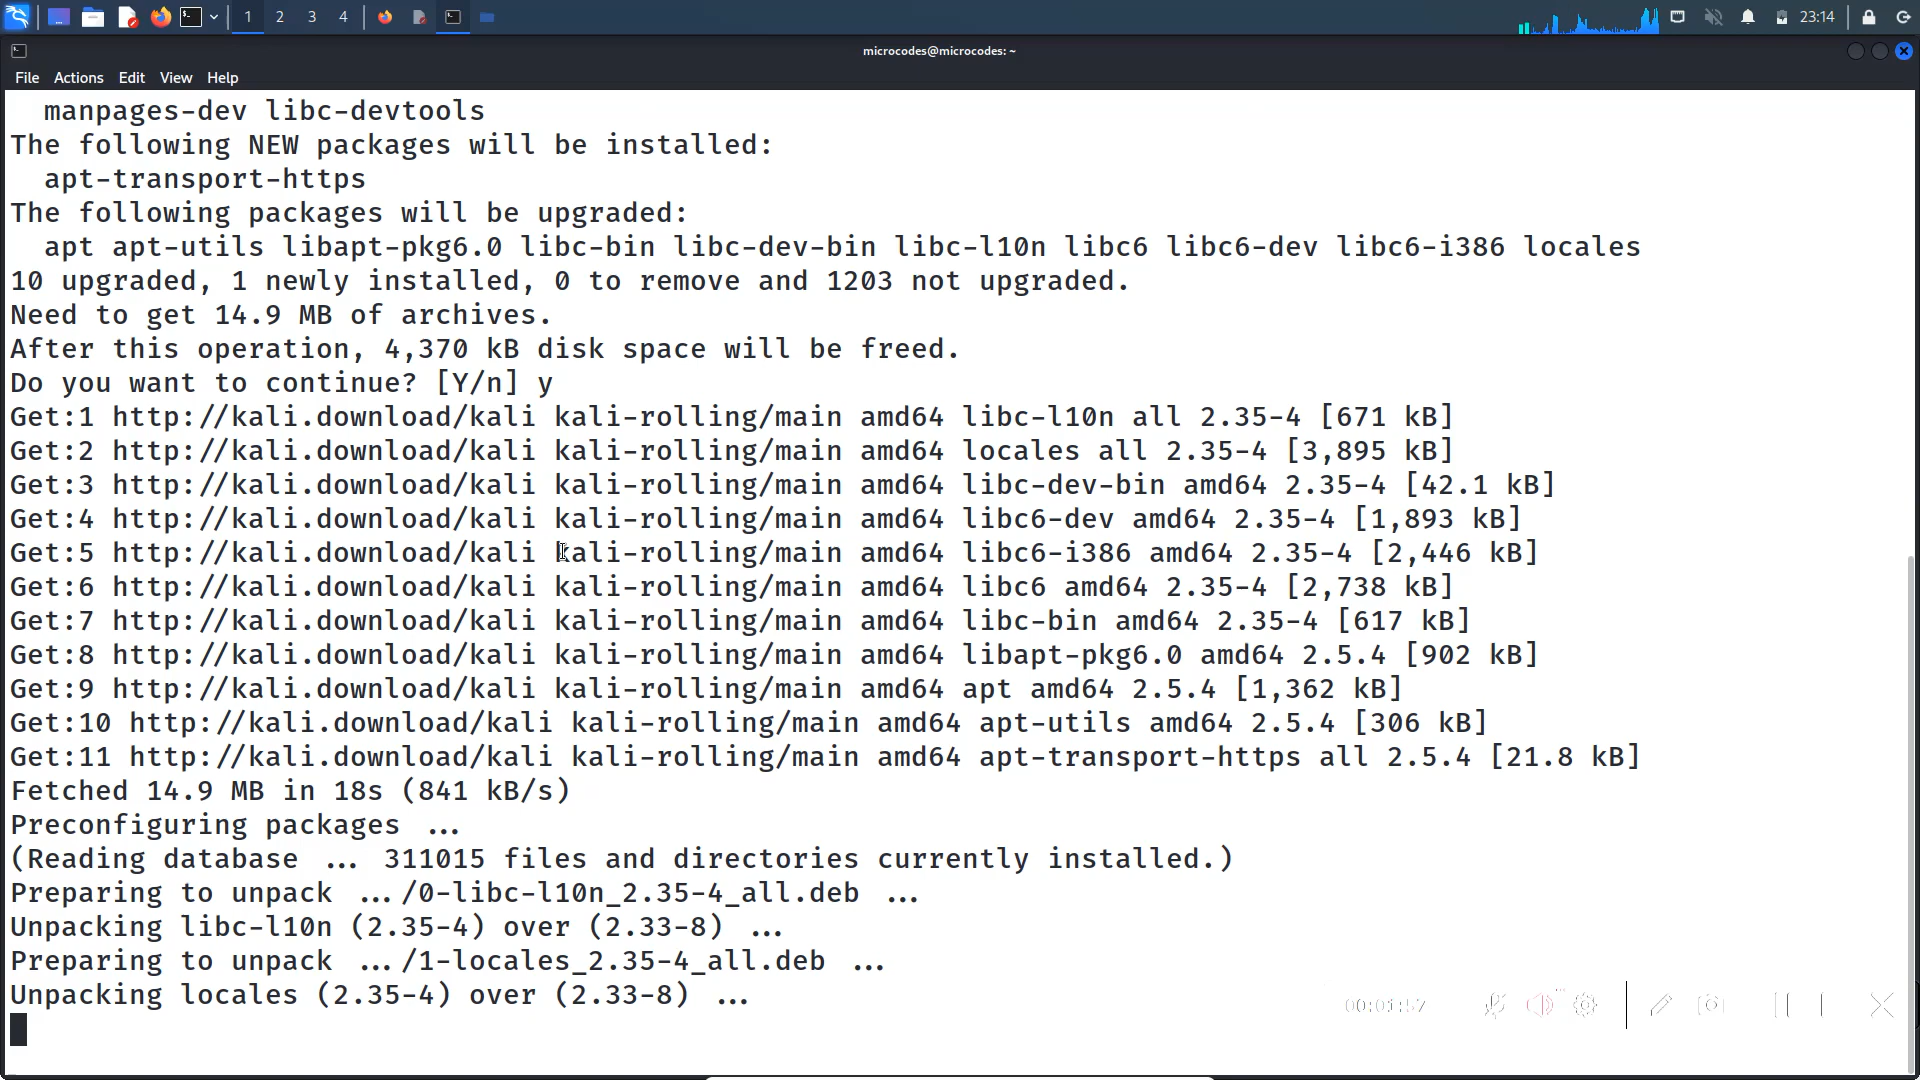 1 2 3 4 23:14
microcodes@microcodes: ~
File Actions Edit View Help
manpages-dev libc-devtools
The following NEW packages will be installed:
apt-transport-https
The following packages will be upgraded:
apt apt-utils libapt-pkg6.0 libc-bin libc-dev-bin libc-l10n libc6 libc6-dev libc6-i386 locales
10 upgraded, 1 newly installed, 0 to remove and 1203 not upgraded.
Need to get 14.9 MB of archives.
After this operation, 4,370 kB disk space will be freed.
Do you want to continue? [Y/n] y
Get:1 http://kali.download/kali kali-rolling/main amd64 libc-l10n all 2.35-4 [671 kB]
Get:2 http://kali.download/kali kali-rolling/main amd64 locales all 2.35-4 [3,895 kB]
Get:3 http://kali.download/kali kali-rolling/main amd64 libc-dev-bin amd64 2.35-4 [42.1 kB]
Get:4 http://kali.download/kali kali-rolling/main amd64 libc6-dev amd64 2.35-4 [1,893 kB]
Get:5 http://kali.download/kali kali-rolling/main amd64 libc6-i386 amd64 2.35-4 [2,446 kB]
Get:6 http://kali.download/kali kali-rolling/main amd64 libc6 amd64 2.35-4 [2,738 kB]
Get:7 http://kali.download/kali kali-rolling/main amd64 libc-bin amd64 2.35-4 [617 kB]
Get:8 http://kali.download/kali kali-rolling/main amd64 libapt-pkg6.0 amd64 2.5.4 [902 kB]
Get:9 http://kali.download/kali kali-rolling/main amd64 apt amd64 2.5.4 [1,362 kB]
Get:10 http://kali.download/kali kali-rolling/main amd64 apt-utils amd64 2.5.4 [306 kB]
Get:11 http://kali.download/kali kali-rolling/main amd64 apt-transport-https all 2.5.4 [21.8 kB]
Fetched 14.9 MB in 18s (841 kB/s)
Preconfiguring packages ...
(Reading database ... 311015 files and directories currently installed.)
Preparing to unpack .../0-libc-l10n_2.35-4_all.deb ...
Unpacking libc-l10n (2.35-4) over (2.33-8) ...
Preparing to unpack .../1-locales_2.35-4_all.deb ...
Unpacking locales (2.35-4) over (2.33-8) ...
00:01:57